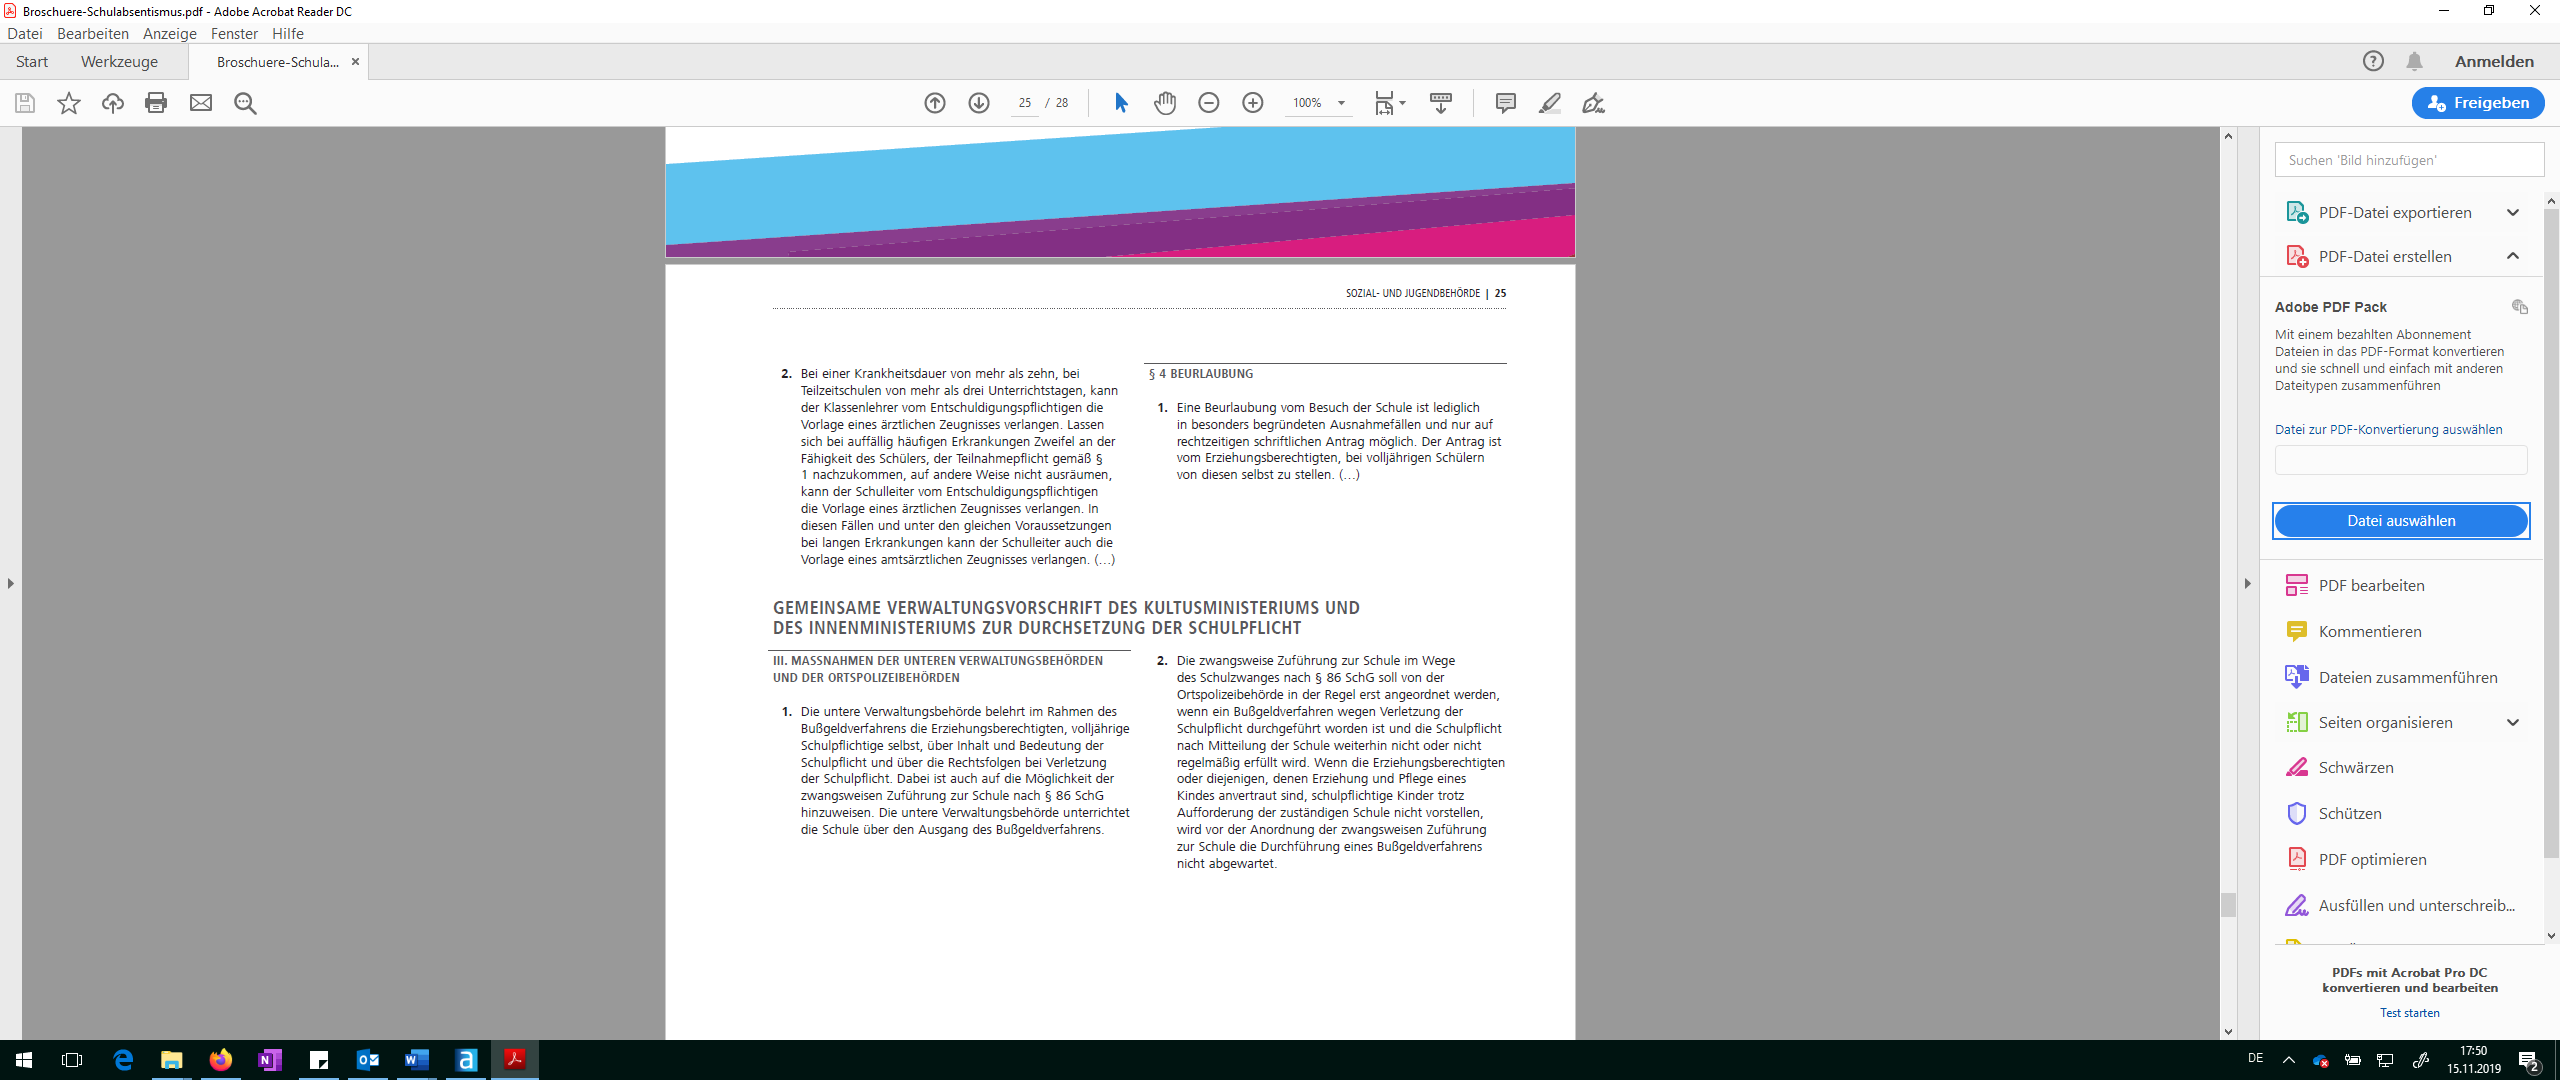 Broschuere-Schulabsentismus.pdf - Adobe Acrobat Reader DC
Datei Bearbeiten Anzeige Fenster Hilfe
Start Werkzeuge Broschuere-Schula... Anmelden
25 / 28 100% Freigeben
SOZIAL- UND JUGENDBEHÖRDE | 25
2. Bei einer Krankheitsdauer von mehr als zehn, bei
Teilzeitschulen von mehr als drei Unterrichtstagen, kann
der Klassenlehrer vom Entschuldigungspflichtigen die
Vorlage eines ärztlichen Zeugnisses verlangen. Lassen
sich bei auffällig häufigen Erkrankungen Zweifel an der
Fähigkeit des Schülers, der Teilnahmepflicht gemäß §
1 nachzukommen, auf andere Weise nicht ausräumen,
kann der Schulleiter vom Entschuldigungspflichtigen
die Vorlage eines ärztlichen Zeugnisses verlangen. In
diesen Fällen und unter den gleichen Voraussetzungen
bei langen Erkrankungen kann der Schulleiter auch die
Vorlage eines amtsärztlichen Zeugnisses verlangen. (...)
§ 4 BEURLAUBUNG
1. Eine Beurlaubung vom Besuch der Schule ist lediglich
in besonders begründeten Ausnahmefällen und nur auf
rechtzeitigen schriftlichen Antrag möglich. Der Antrag ist
vom Erziehungsberechtigten, bei volljährigen Schülern
von diesen selbst zu stellen. (...)
GEMEINSAME VERWALTUNGSVORSCHRIFT DES KULTUSMINISTERIUMS UND
DES INNENMINISTERIUMS ZUR DURCHSETZUNG DER SCHULPFLICHT
III. MASSNAHMEN DER UNTEREN VERWALTUNGSBEHÖRDEN
UND DER ORTSPOLIZEIBEHÖRDEN
1. Die untere Verwaltungsbehörde belehrt im Rahmen des
Bußgeldverfahrens die Erziehungsberechtigten, volljährige
Schulpflichtige selbst, über Inhalt und Bedeutung der
Schulpflicht und über die Rechtsfolgen bei Verletzung
der Schulpflicht. Dabei ist auch auf die Möglichkeit der
zwangsweisen Zuführung zur Schule nach § 86 SchG
hinzuweisen. Die untere Verwaltungsbehörde unterrichtet
die Schule über den Ausgang des Bußgeldverfahrens.
2. Die zwangsweise Zuführung zur Schule im Wege
des Schulzwanges nach § 86 SchG soll von der
Ortspolizeibehörde in der Regel erst angeordnet werden,
wenn ein Bußgeldverfahren wegen Verletzung der
Schulpflicht durchgeführt worden ist und die Schulpflicht
nach Mitteilung der Schule weiterhin nicht oder nicht
regelmäßig erfüllt wird. Wenn die Erziehungsberechtigten
oder diejenigen, denen Erziehung und Pflege eines
Kindes anvertraut sind, schulpflichtige Kinder trotz
Aufforderung der zuständigen Schule nicht vorstellen,
wird vor der Anordnung der zwangsweisen Zuführung
zur Schule die Durchführung eines Bußgeldverfahrens
nicht abgewartet.
Suchen 'Bild hinzufügen'
PDF-Datei exportieren
PDF-Datei erstellen
Adobe PDF Pack
Mit einem bezahlten Abonnement
Dateien in das PDF-Format konvertieren
und sie schnell und einfach mit anderen
Dateitypen zusammenführen
Datei zur PDF-Konvertierung auswählen
Datei auswählen
PDF bearbeiten
Kommentieren
Dateien zusammenführen
Seiten organisieren
Schwärzen
Schützen
PDF optimieren
Ausfüllen und unterschreib...
PDFs mit Acrobat Pro DC
konvertieren und bearbeiten
Test starten
DE
17:50
15.11.2019
2